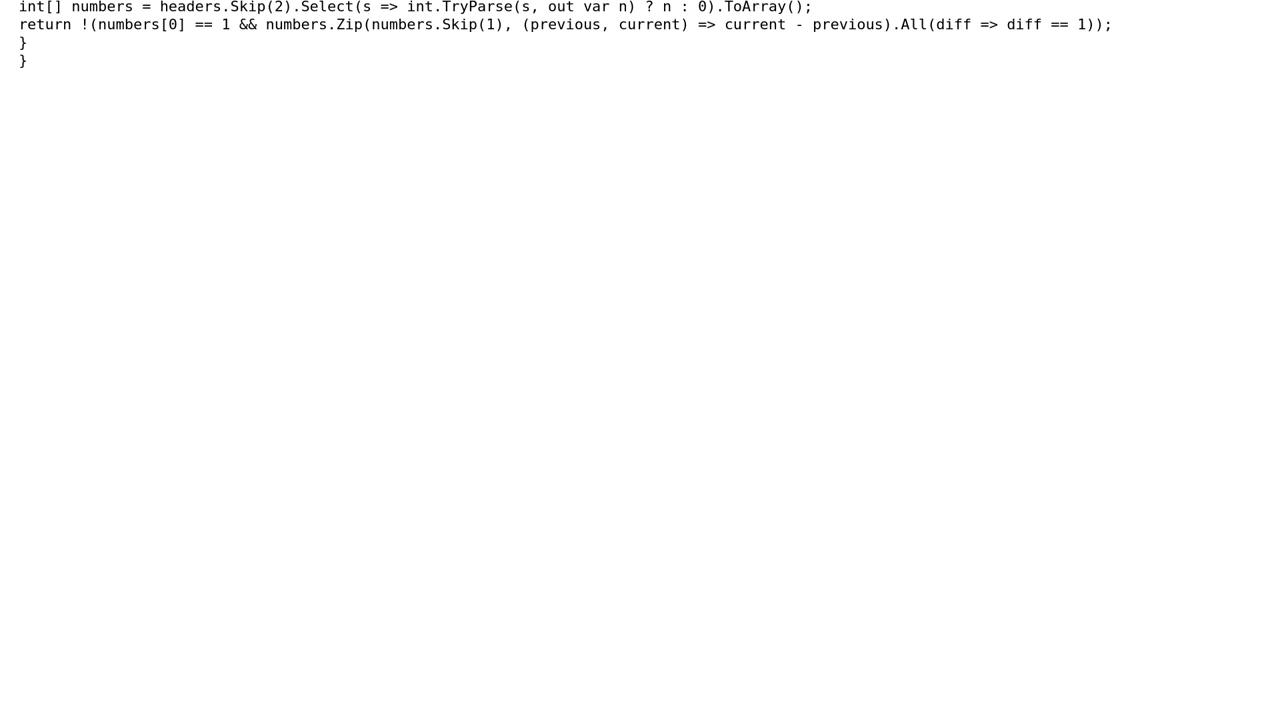 int[] numbers = headers.Skip(2).Select(s => int.TryParse(s, out var n) ? n : 0).ToArray();
return !(numbers[0] == 1 && numbers.Zip(numbers.Skip(1), (previous, current) => current - previous).All(diff => diff == 1));
}
}